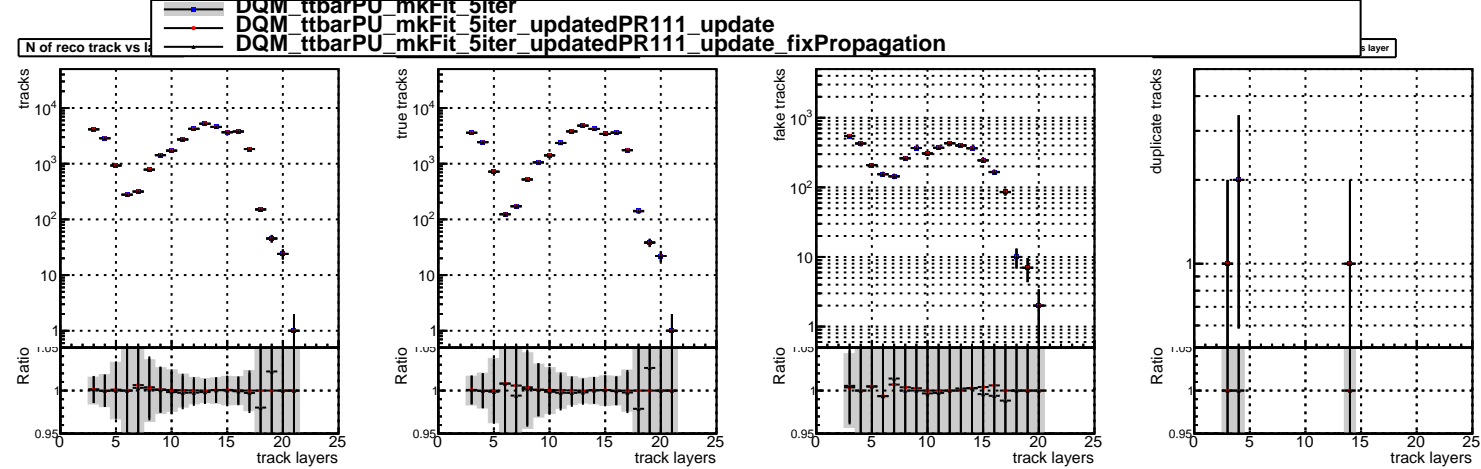 DQM_ttbarPU_mkFit_5iter
DQM_ttbarPU_mkFit_5iter_updatedPR111_update
DQM_ttbarPU_mkFit_5iter_updatedPR111_update_fixPropagation
N of reco track vs
s layer
tracks
10⁴
10³
10²
10
1
Ratio
1.05
1
0.95
0 5 10 15 20 25
track layers
true tracks
10⁴
10³
10²
10
1
Ratio
1.05
1
0.95
0 5 10 15 20 25
track layers
fake tracks
10³
10²
10
1
Ratio
1.05
1
0.95
0 5 10 15 20 25
track layers
duplicate tracks
1
Ratio
1.05
1
0.95
0 5 10 15 20 25
track layers